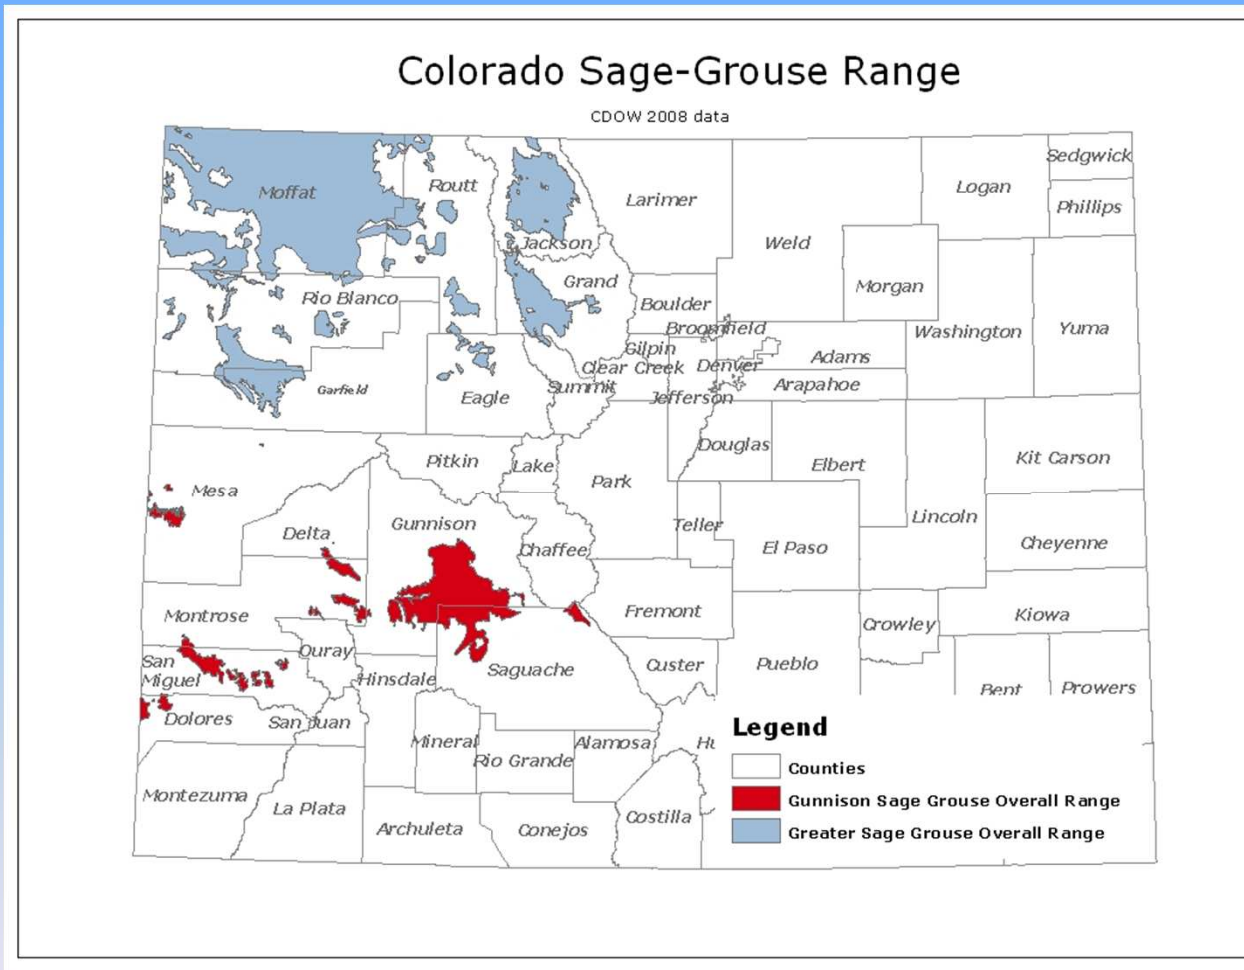 Colorado Sage-Grouse Range
CDOW 2008 data
Sedgwick
Moffat
Routt
Larimer
Logan
Phillips
Jackson
Weld
Grand
Morgan
Rio Blanco
Boulder
Broomfield
Washington
Yuma
Gilpin
Clear Creek
Denver
Adams
Garfield
Eagle
Summit
Jefferson
Arapahoe
Douglas
Pitkin
Lake
Elbert
Kit Carson
Mesa
Park
Gunnison
Lincoln
Delta
Teller
Chaffee
El Paso
Cheyenne
Montrose
Fremont
Crowley
Kiowa
San
Miguel
Ouray
Hinsdale
Saguache
Custer
Pueblo
Bent
Prowers
Dolores
San Juan
Mineral
Rio Grande
Alamosa
Hu
Montezuma
La Plata
Archuleta
Conejos
Costilla
Legend
Counties
Gunnison Sage Grouse Overall Range
Greater Sage Grouse Overall Range